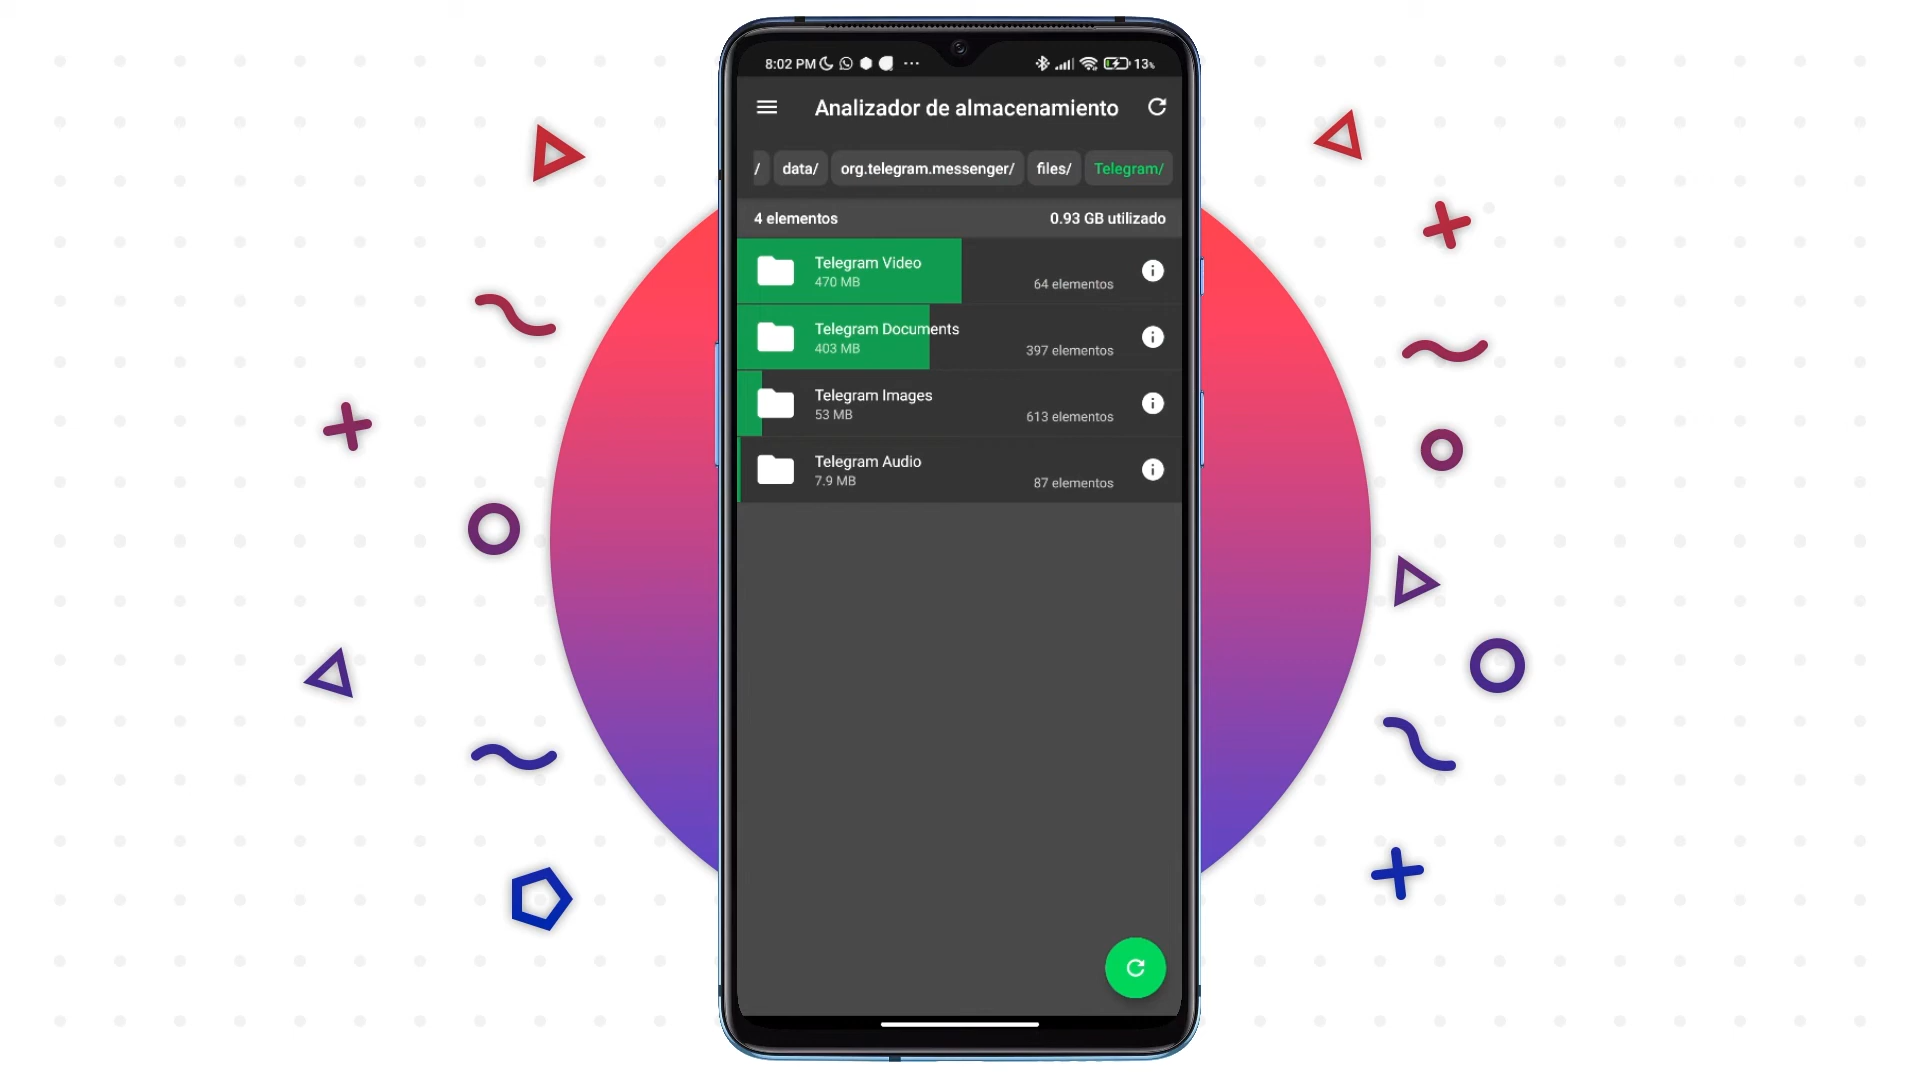 8:02 PM 13%
Analizador de almacenamiento
/ data/ org.telegram.messenger/ files/ Telegram/
4 elementos 0.93 GB utilizado
Telegram Video
470 MB 64 elementos
Telegram Documents
403 MB 397 elementos
Telegram Images
53 MB 613 elementos
Telegram Audio
7.9 MB 87 elementos